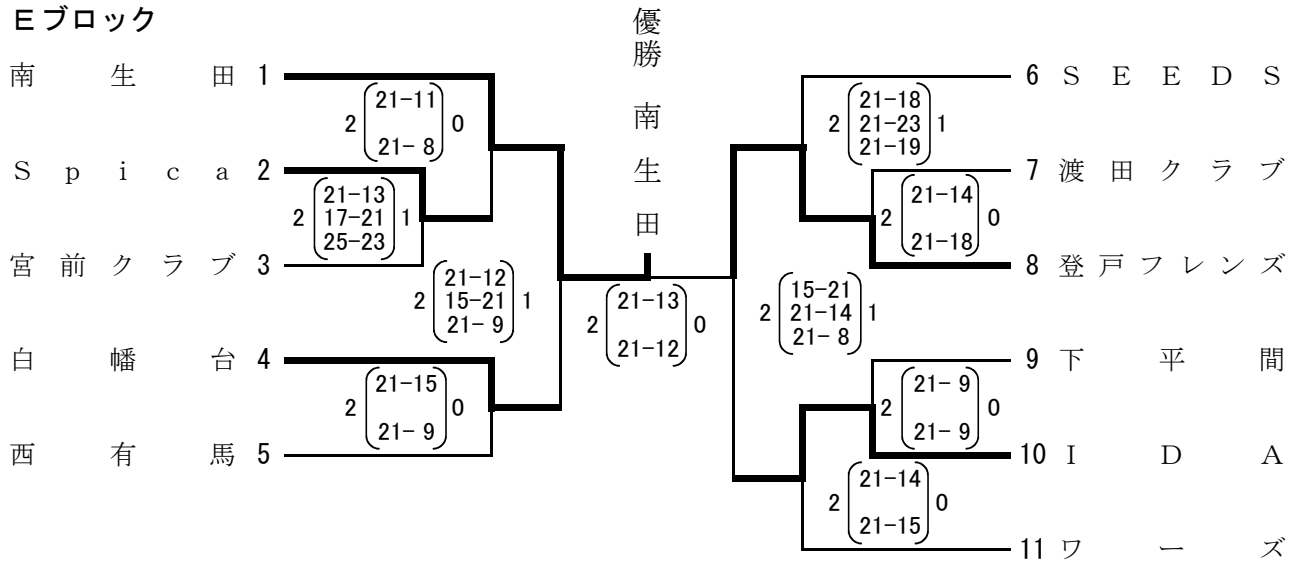 Eブロック
優勝 南生田
南生田 1
2 21-11 0
21- 8
Spica 2
2 21-13 1
17-21
25-23
宮前クラブ 3
2 21-12 1
15-21
21- 9
白幡台 4
2 21-15 0
21- 9
西有馬 5
2 21-13 0
21-12
6 SEEDS
2 21-18 1
21-23
21-19
7 渡田クラブ
2 21-14 0
21-18
8 登戸フレンズ
2 15-21 1
21-14
21- 8
9 下平間
2 21- 9 0
21- 9
10 IDA
2 21-14 0
21-15
11 ワーズ